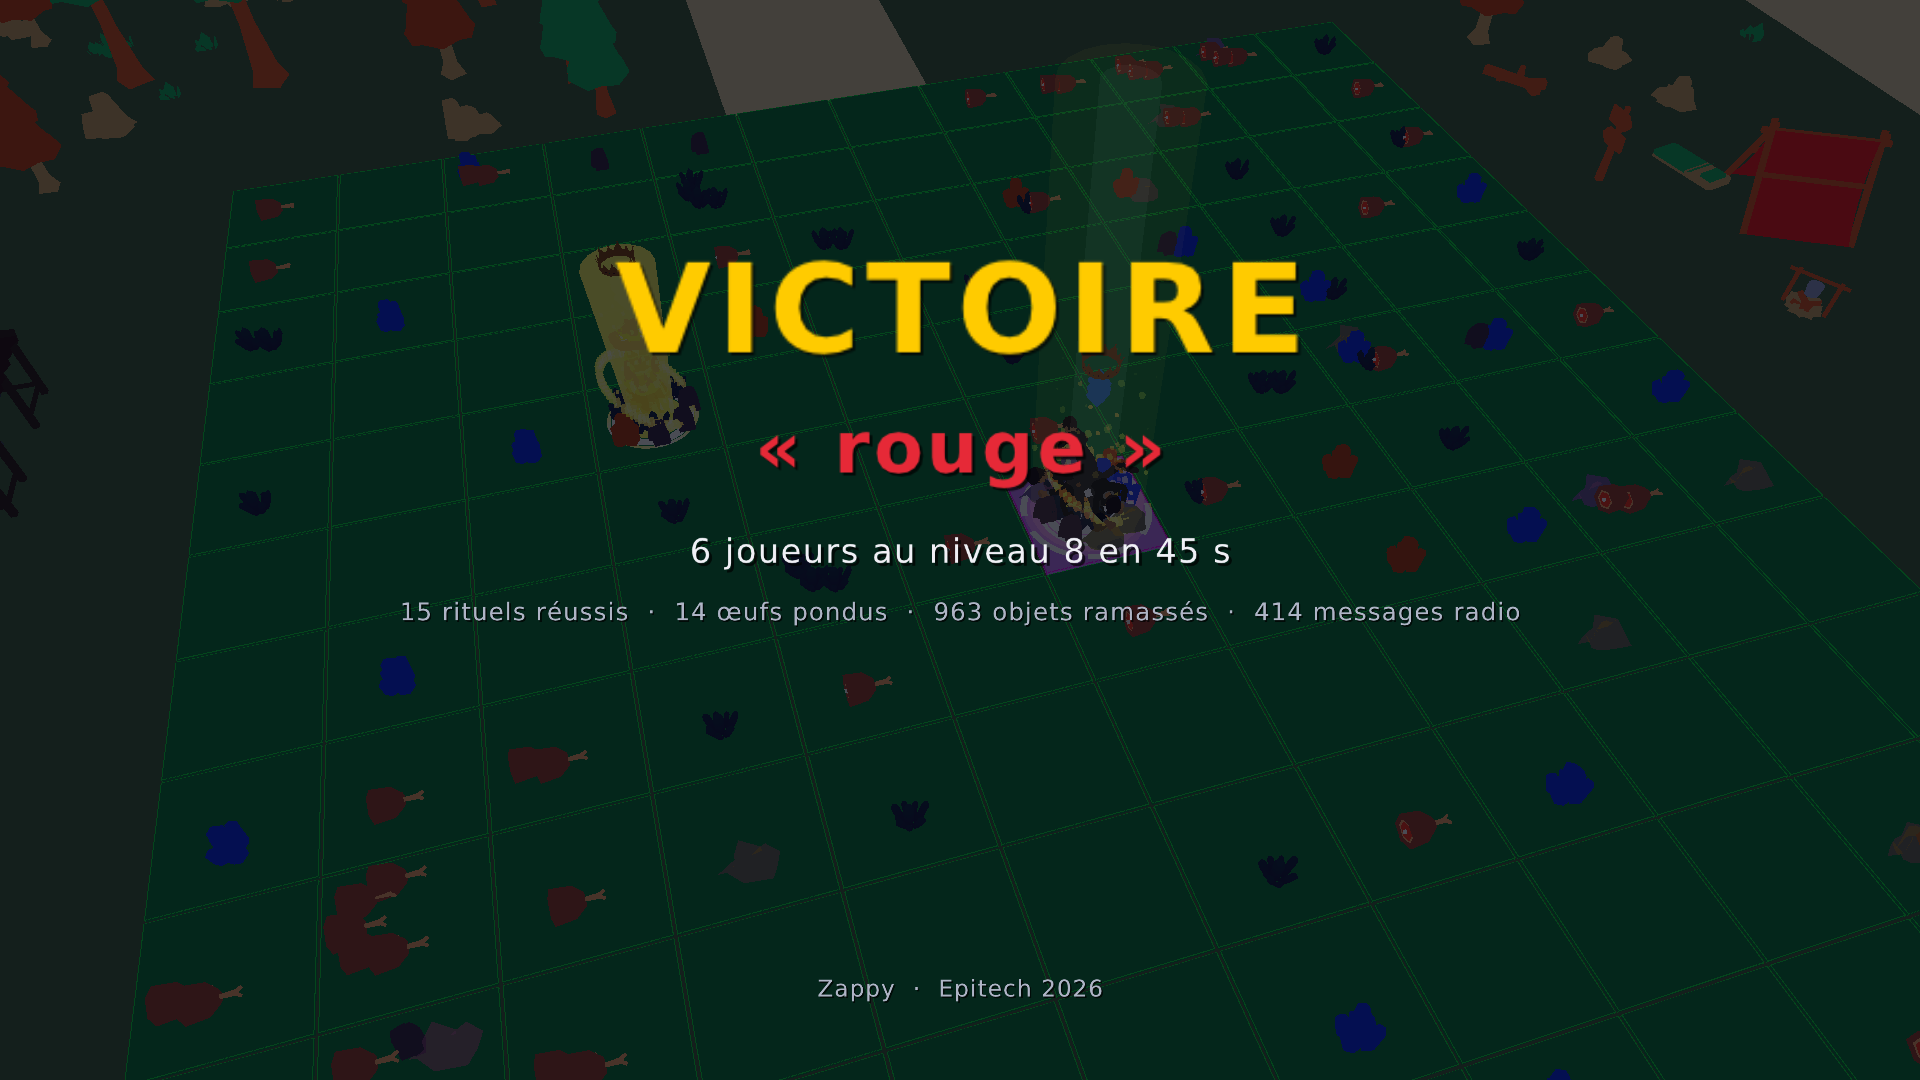 VICTOIRE
« rouge »
6 joueurs au niveau 8 en 45 s
15 rituels réussis · 14 œufs pondus · 963 objets ramassés · 414 messages radio
Zappy · Epitech 2026